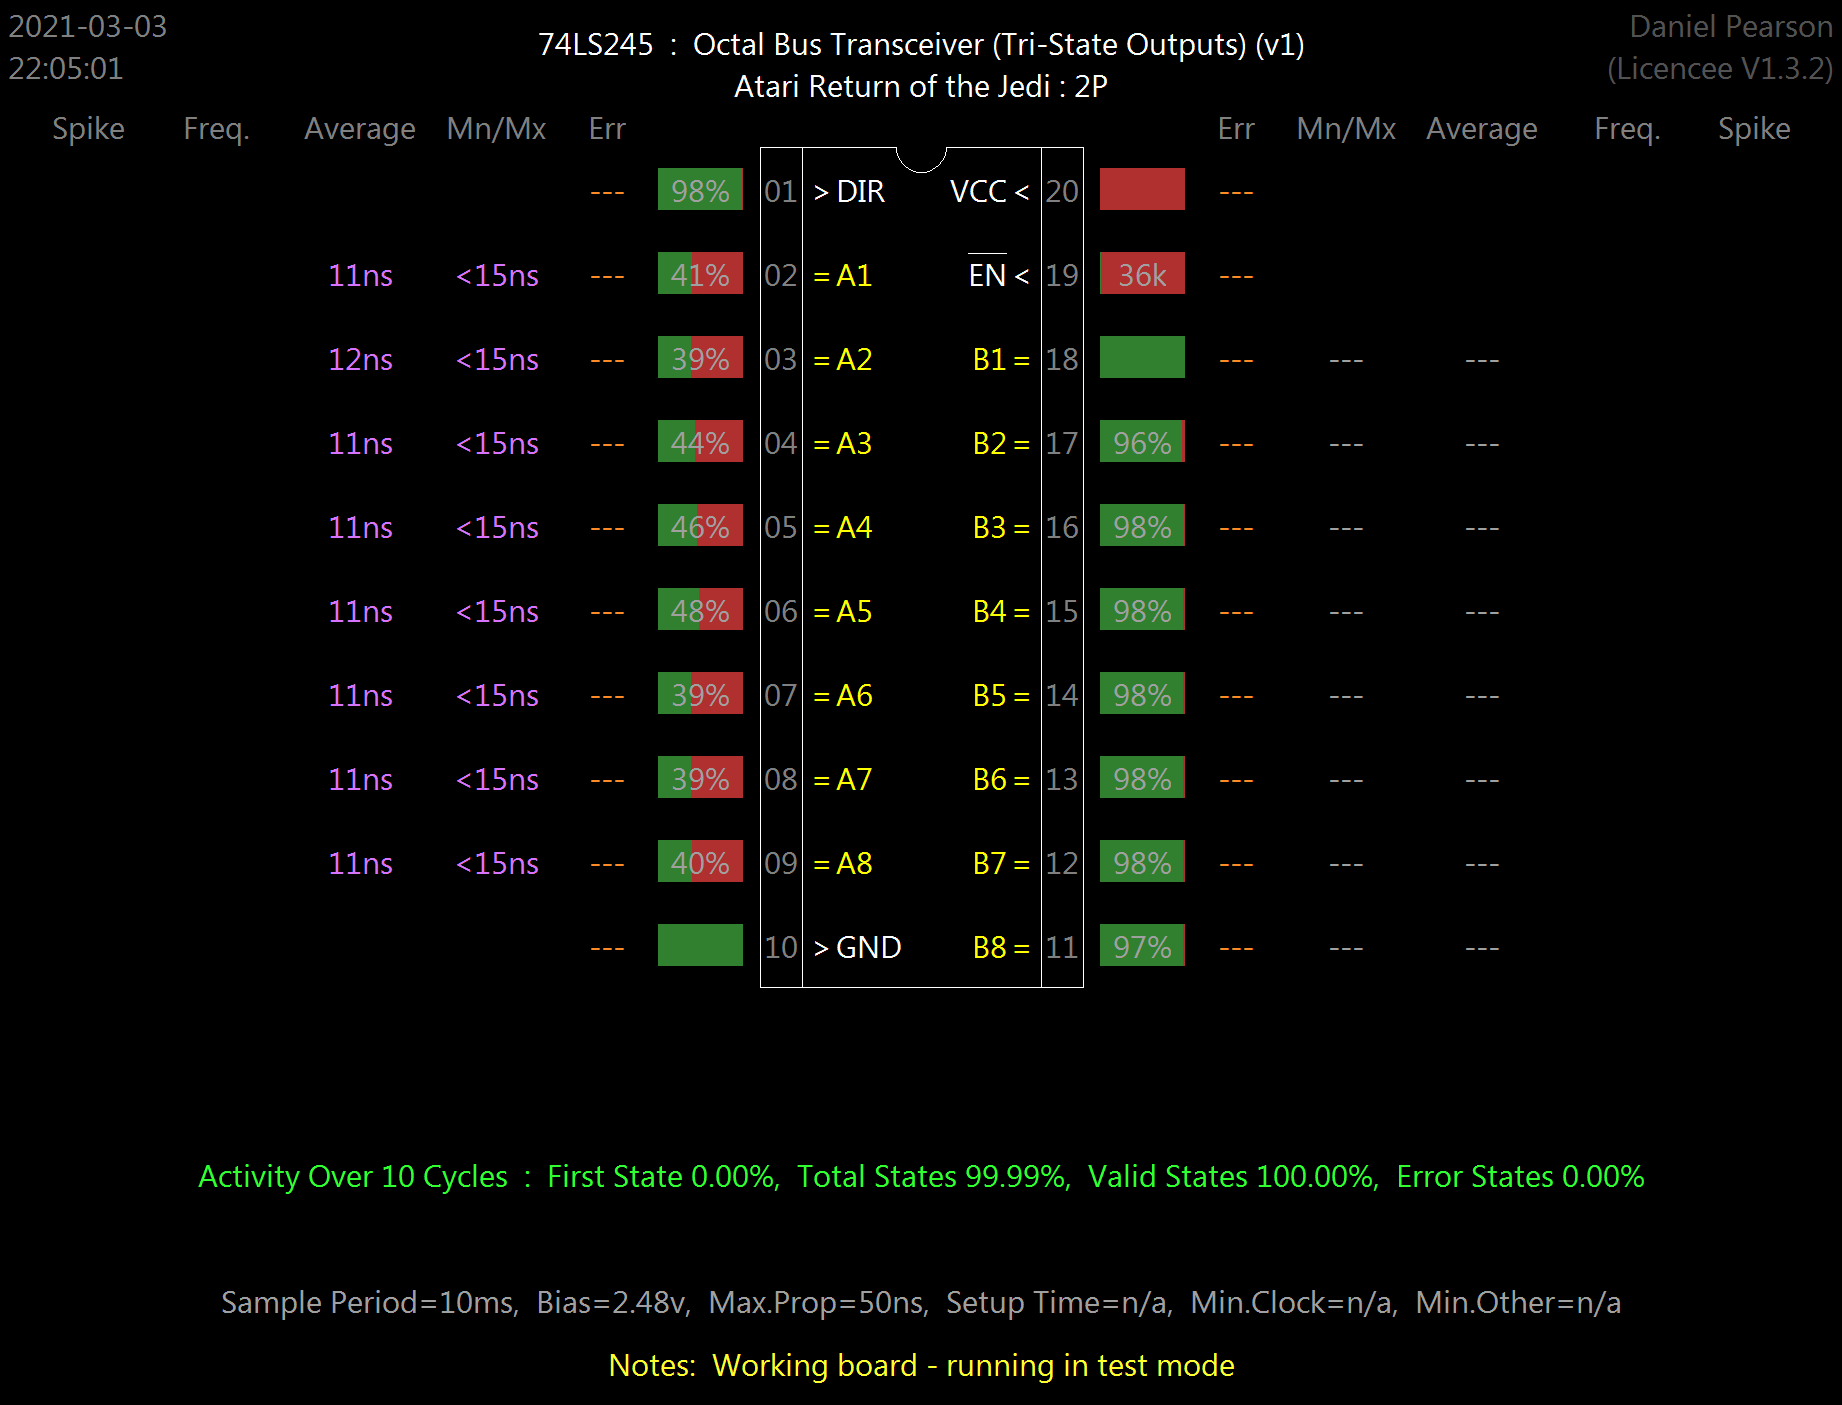 2021-03-03
22:05:01
74LS245 : Octal Bus Transceiver (Tri-State Outputs) (v1)
Atari Return of the Jedi : 2P
Daniel Pearson
(Licencee V1.3.2)
Spike Freq. Average Mn/Mx Err Err Mn/Mx Average Freq. Spike
--- 98% 01 > DIR VCC < 20 ---
11ns <15ns --- 41% 02 = A1 EN < 19 36k ---
12ns <15ns --- 39% 03 = A2 B1 = 18 --- --- ---
11ns <15ns --- 44% 04 = A3 B2 = 17 96% --- --- ---
11ns <15ns --- 46% 05 = A4 B3 = 16 98% --- --- ---
11ns <15ns --- 48% 06 = A5 B4 = 15 98% --- --- ---
11ns <15ns --- 39% 07 = A6 B5 = 14 98% --- --- ---
11ns <15ns --- 39% 08 = A7 B6 = 13 98% --- --- ---
11ns <15ns --- 40% 09 = A8 B7 = 12 98% --- --- ---
--- 10 > GND B8 = 11 97% --- --- ---
Activity Over 10 Cycles : First State 0.00%, Total States 99.99%, Valid States 100.00%, Error States 0.00%
Sample Period=10ms, Bias=2.48v, Max.Prop=50ns, Setup Time=n/a, Min.Clock=n/a, Min.Other=n/a
Notes: Working board - running in test mode